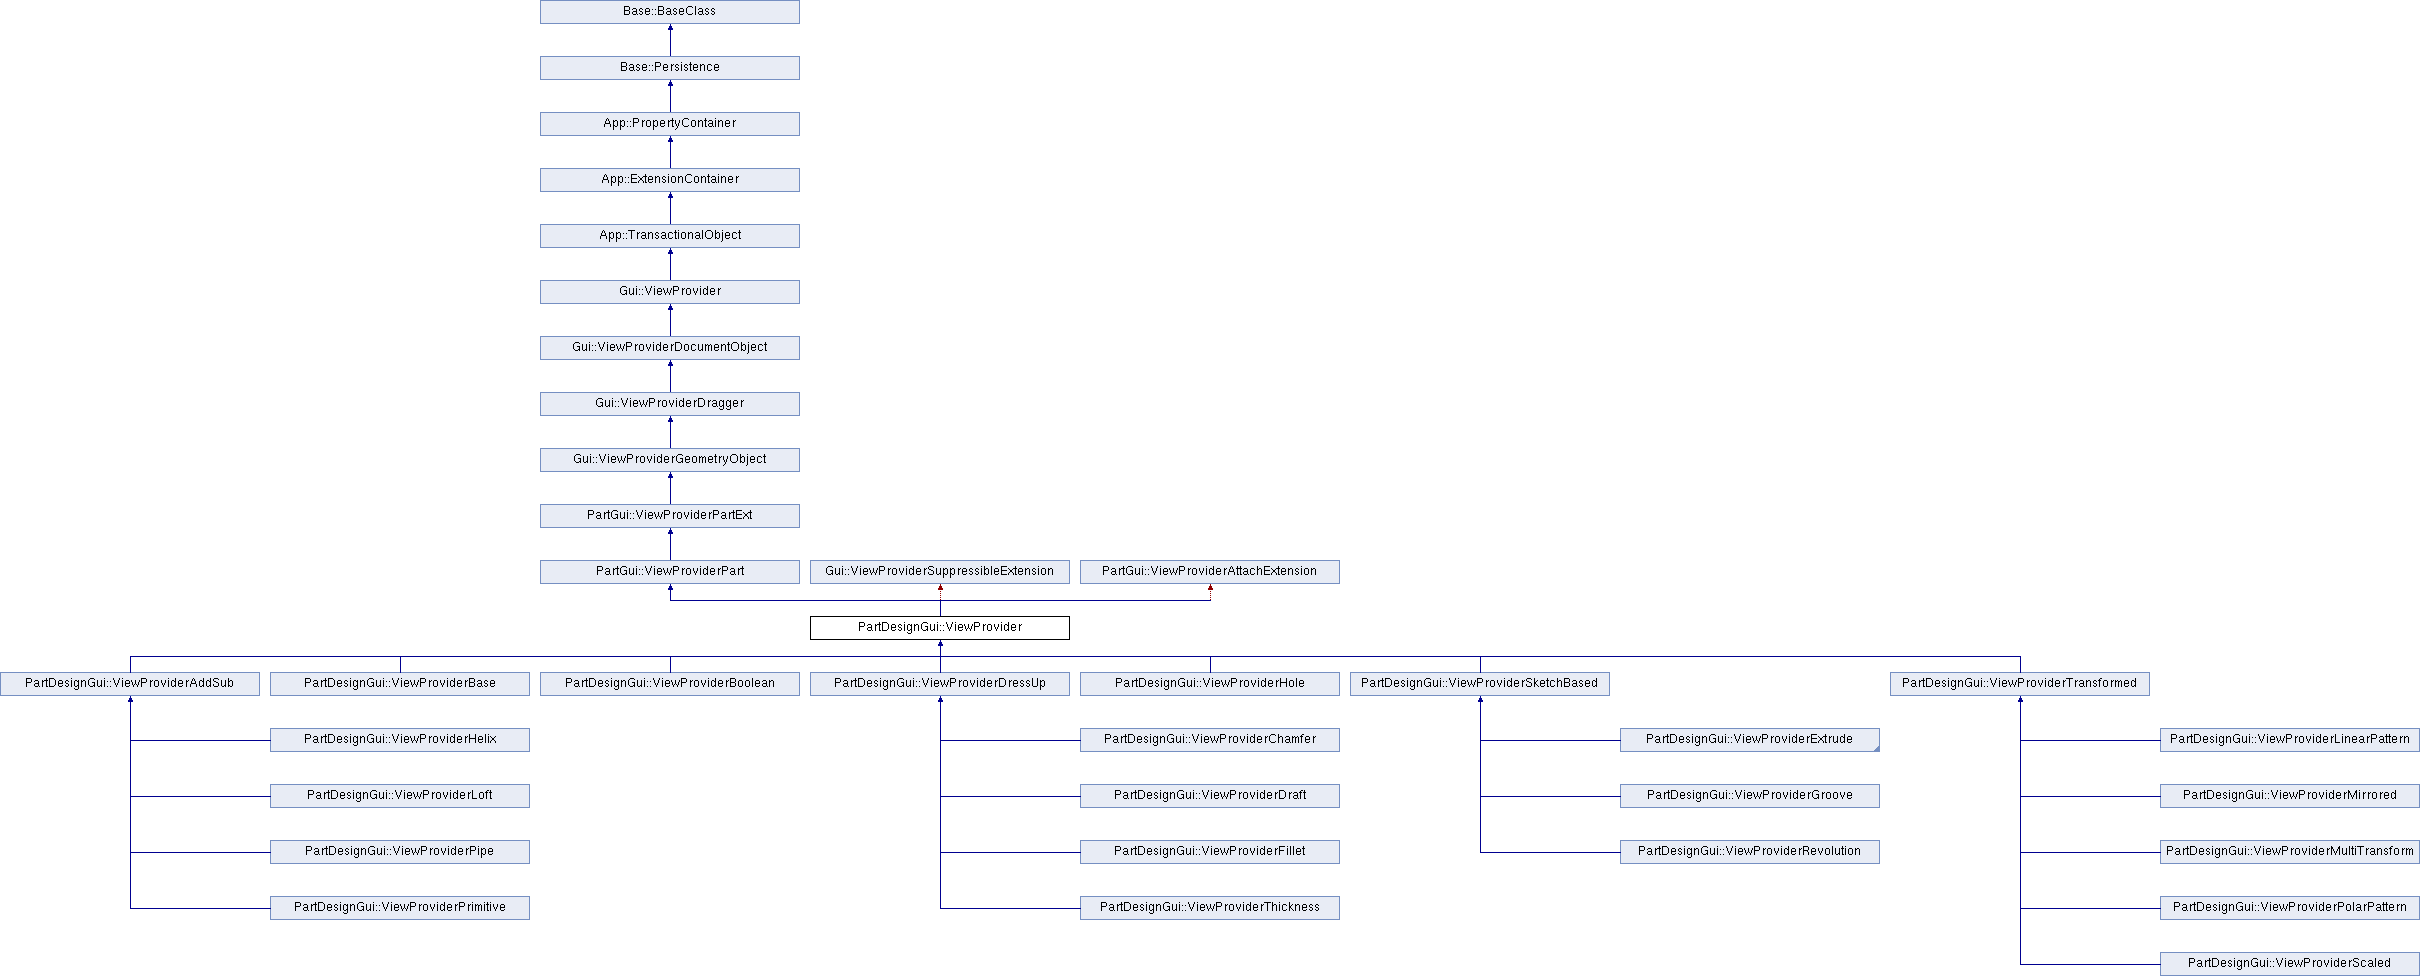 Base::BaseClass
Base::Persistence
App::PropertyContainer
App::ExtensionContainer
App::TransactionalObject
Gui::ViewProvider
Gui::ViewProviderDocumentObject
Gui::ViewProviderDragger
Gui::ViewProviderGeometryObject
PartGui::ViewProviderPartExt
PartGui::ViewProviderPart
Gui::ViewProviderSuppressibleExtension
PartGui::ViewProviderAttachExtension
PartDesignGui::ViewProvider
PartDesignGui::ViewProviderAddSub
PartDesignGui::ViewProviderBase
PartDesignGui::ViewProviderBoolean
PartDesignGui::ViewProviderDressUp
PartDesignGui::ViewProviderHole
PartDesignGui::ViewProviderSketchBased
PartDesignGui::ViewProviderTransformed
PartDesignGui::ViewProviderHelix
PartDesignGui::ViewProviderChamfer
PartDesignGui::ViewProviderExtrude
PartDesignGui::ViewProviderLinearPattern
PartDesignGui::ViewProviderLoft
PartDesignGui::ViewProviderDraft
PartDesignGui::ViewProviderGroove
PartDesignGui::ViewProviderMirrored
PartDesignGui::ViewProviderPipe
PartDesignGui::ViewProviderFillet
PartDesignGui::ViewProviderRevolution
PartDesignGui::ViewProviderMultiTransform
PartDesignGui::ViewProviderPrimitive
PartDesignGui::ViewProviderThickness
PartDesignGui::ViewProviderPolarPattern
PartDesignGui::ViewProviderScaled